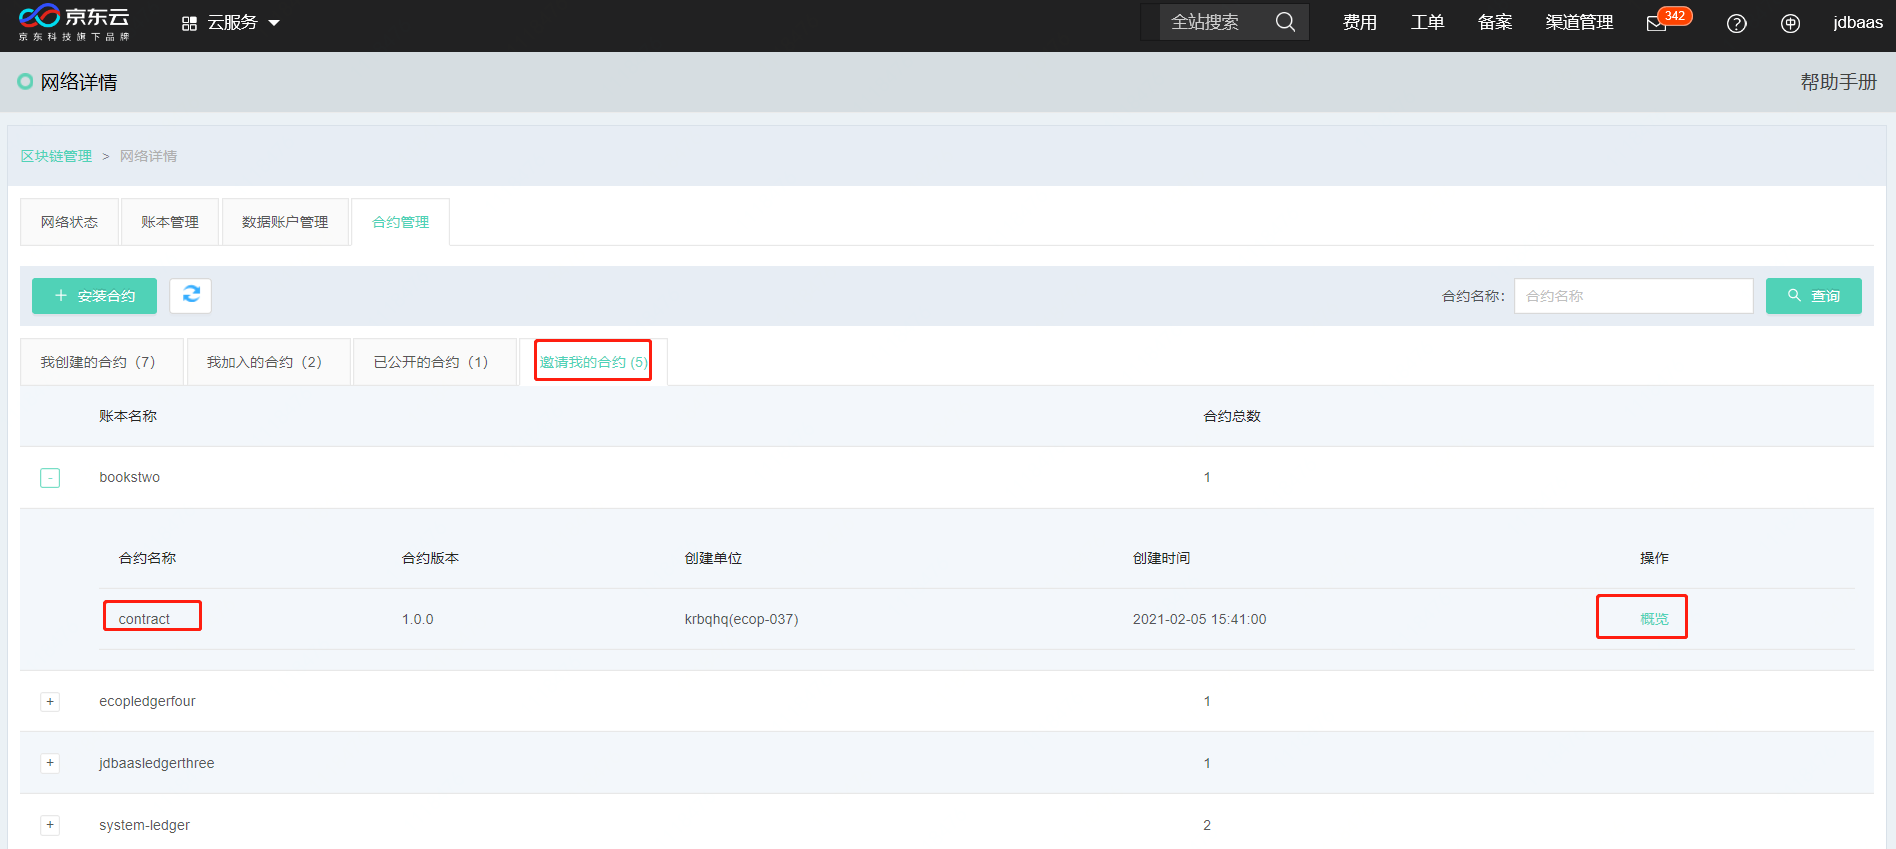 京东云
京东科技旗下品牌
云服务
全站搜索
费用
工单
备案
渠道管理
342
中
jdbaas
网络详情
帮助手册
区块链管理 > 网络详情
网络状态
账本管理
数据账户管理
合约管理
+ 安装合约
合约名称：
合约名称
查询
我创建的合约（7）
我加入的合约（2）
已公开的合约（1）
邀请我的合约 (5)
账本名称 合约总数
- bookstwo 1
合约名称 合约版本 创建单位 创建时间 操作
contract 1.0.0 krbqhq(ecop-037) 2021-02-05 15:41:00 概览
+ ecopledgerfour 1
+ jdbaasledgerthree 1
+ system-ledger 2